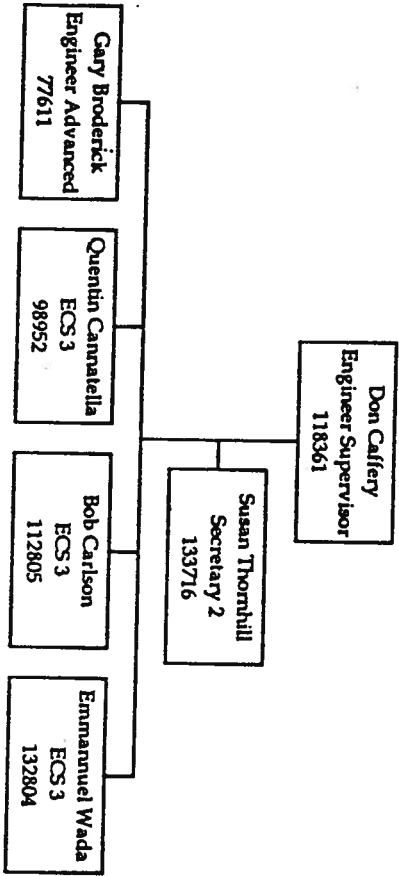 Don Caffery
Engineer Supervisor
118361
Susan Thornhill
Secretary 2
133716
Gary Broderick
Engineer Advanced
77611
Quentin Cannatella
ECS 3
98952
Bob Carlson
ECS 3
112805
Emmannuel Wada
ECS 3
132804